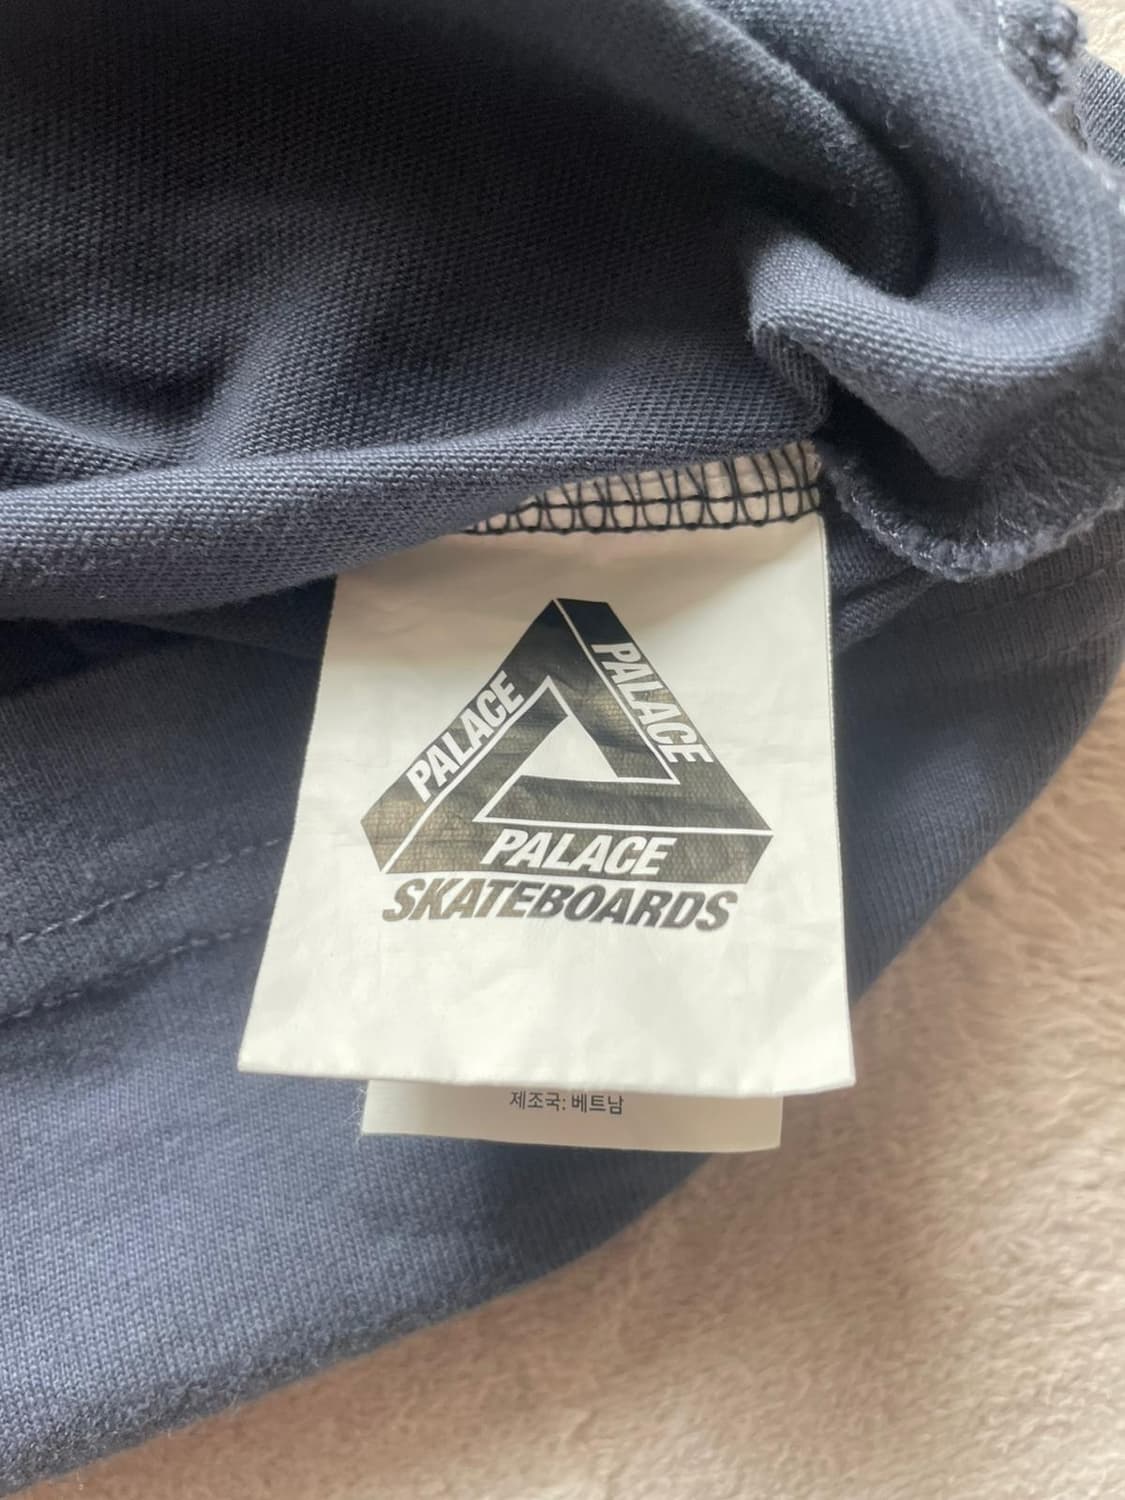 PALACE
PALACE
PALACE
SKATEBOARDS
제조국: 베트남